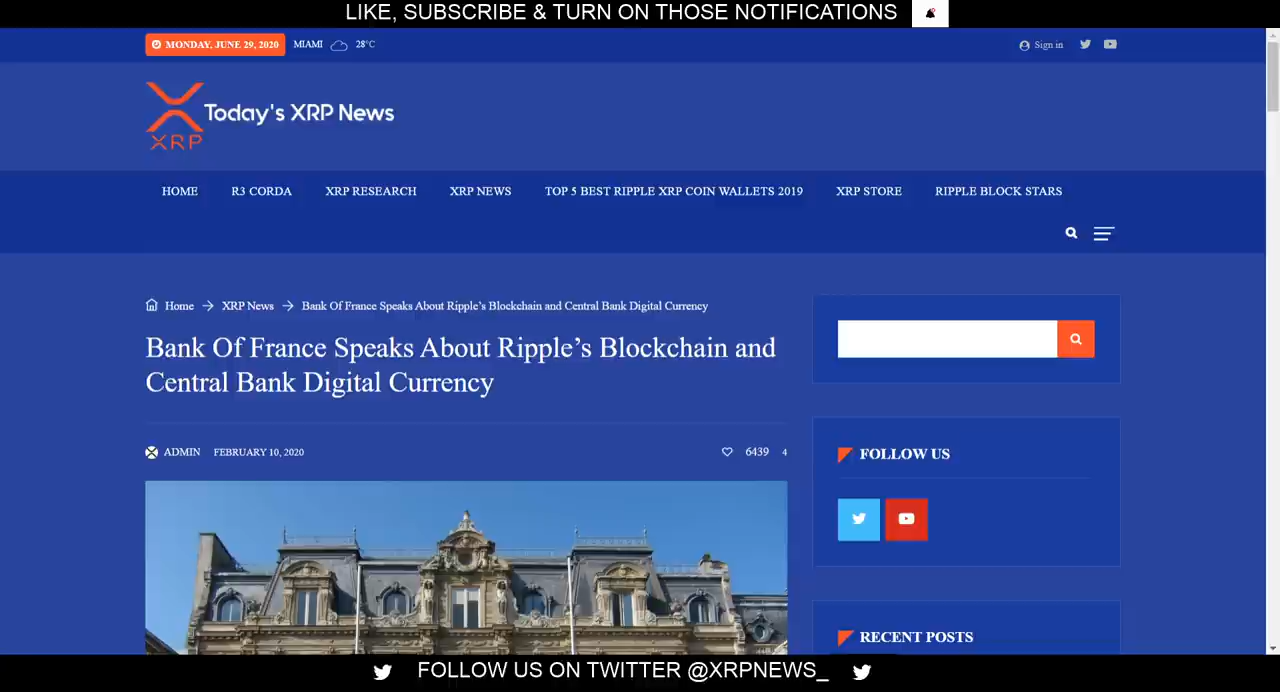 LIKE, SUBSCRIBE & TURN ON THOSE NOTIFICATIONS
MONDAY, JUNE 29, 2020 MIAMI 28°C Sign in
Today's XRP News
XRP
HOME R3 CORDA XRP RESEARCH XRP NEWS TOP 5 BEST RIPPLE XRP COIN WALLETS 2019 XRP STORE RIPPLE BLOCK STARS
Home XRP News Bank Of France Speaks About Ripple’s Blockchain and Central Bank Digital Currency
Bank Of France Speaks About Ripple’s Blockchain and
Central Bank Digital Currency
ADMIN FEBRUARY 10, 2020 6439 4
FOLLOW US
RECENT POSTS
FOLLOW US ON TWITTER @XRPNEWS_